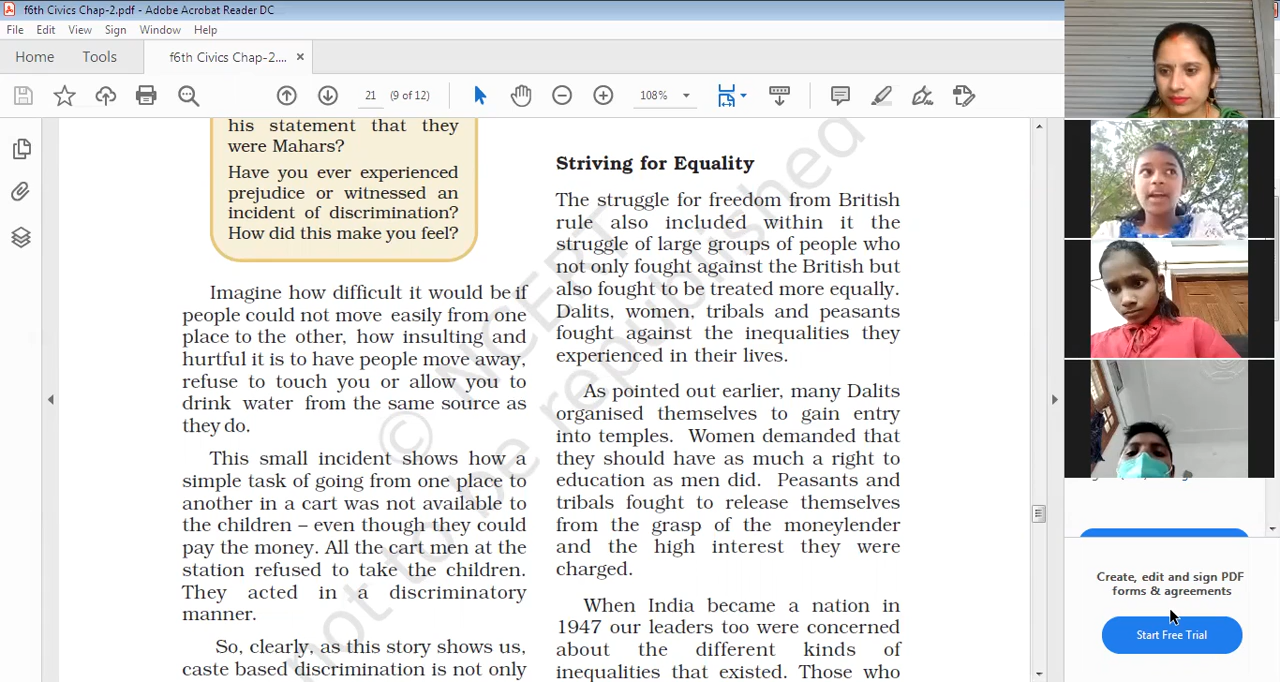 f6th Civics Chap-2.pdf - Adobe Acrobat Reader DC
File Edit View Sign Window Help
Home Tools f6th Civics Chap-2.... ×
21 (9 of 12) 108%
his statement that they
were Mahars?
Have you ever experienced
prejudice or witnessed an
incident of discrimination?
How did this make you feel?
Imagine how difficult it would be if
people could not move easily from one
place to the other, how insulting and
hurtful it is to have people move away,
refuse to touch you or allow you to
drink water from the same source as
they do.
This small incident shows how a
simple task of going from one place to
another in a cart was not available to
the children – even though they could
pay the money. All the cart men at the
station refused to take the children.
They acted in a discriminatory
manner.
So, clearly, as this story shows us,
caste based discrimination is not only
Striving for Equality
The struggle for freedom from British
rule also included within it the
struggle of large groups of people who
not only fought against the British but
also fought to be treated more equally.
Dalits, women, tribals and peasants
fought against the inequalities they
experienced in their lives.
As pointed out earlier, many Dalits
organised themselves to gain entry
into temples. Women demanded that
they should have as much a right to
education as men did. Peasants and
tribals fought to release themselves
from the grasp of the moneylender
and the high interest they were
charged.
When India became a nation in
1947 our leaders too were concerned
about the different kinds of
inequalities that existed. Those who
© NCERT
not to be republished
Create, edit and sign PDF
forms & agreements
Start Free Trial